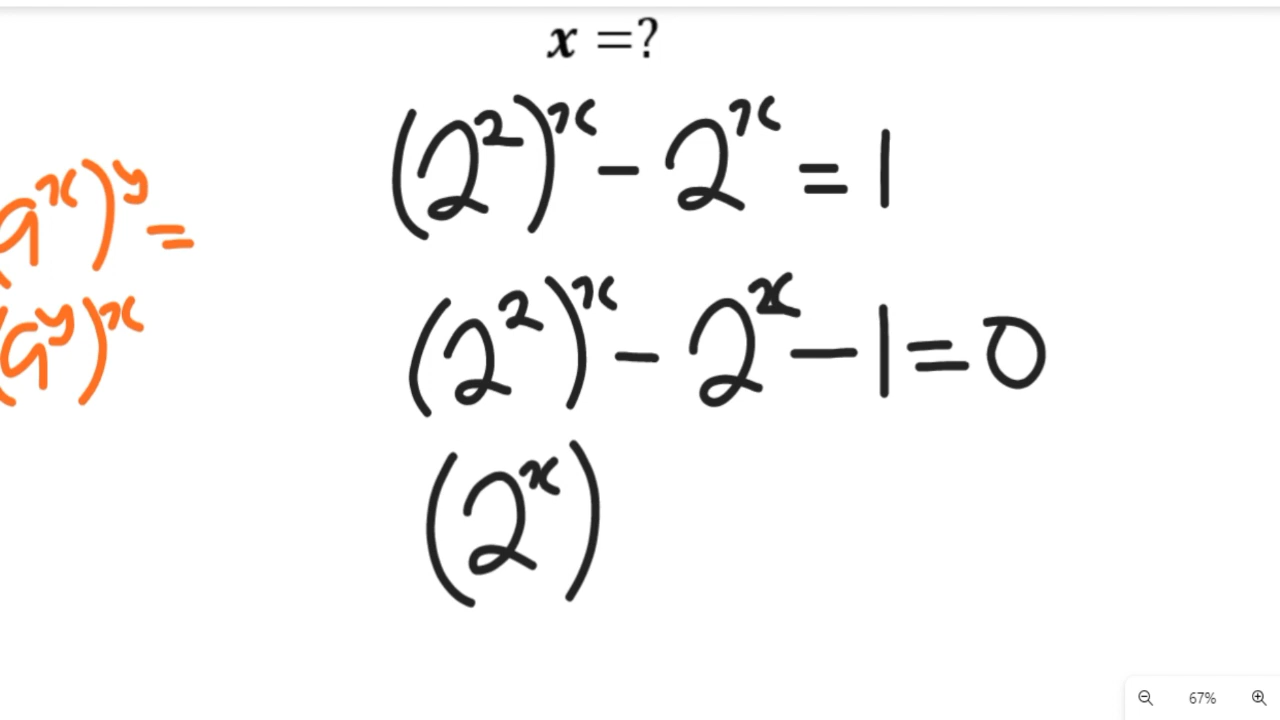 x =?
(2²)ˣ - 2ˣ = 1
(aˣ)ʸ =
(2²)ˣ - 2ˣ - 1 = 0
(aʸ)ˣ
(2ˣ)
67%